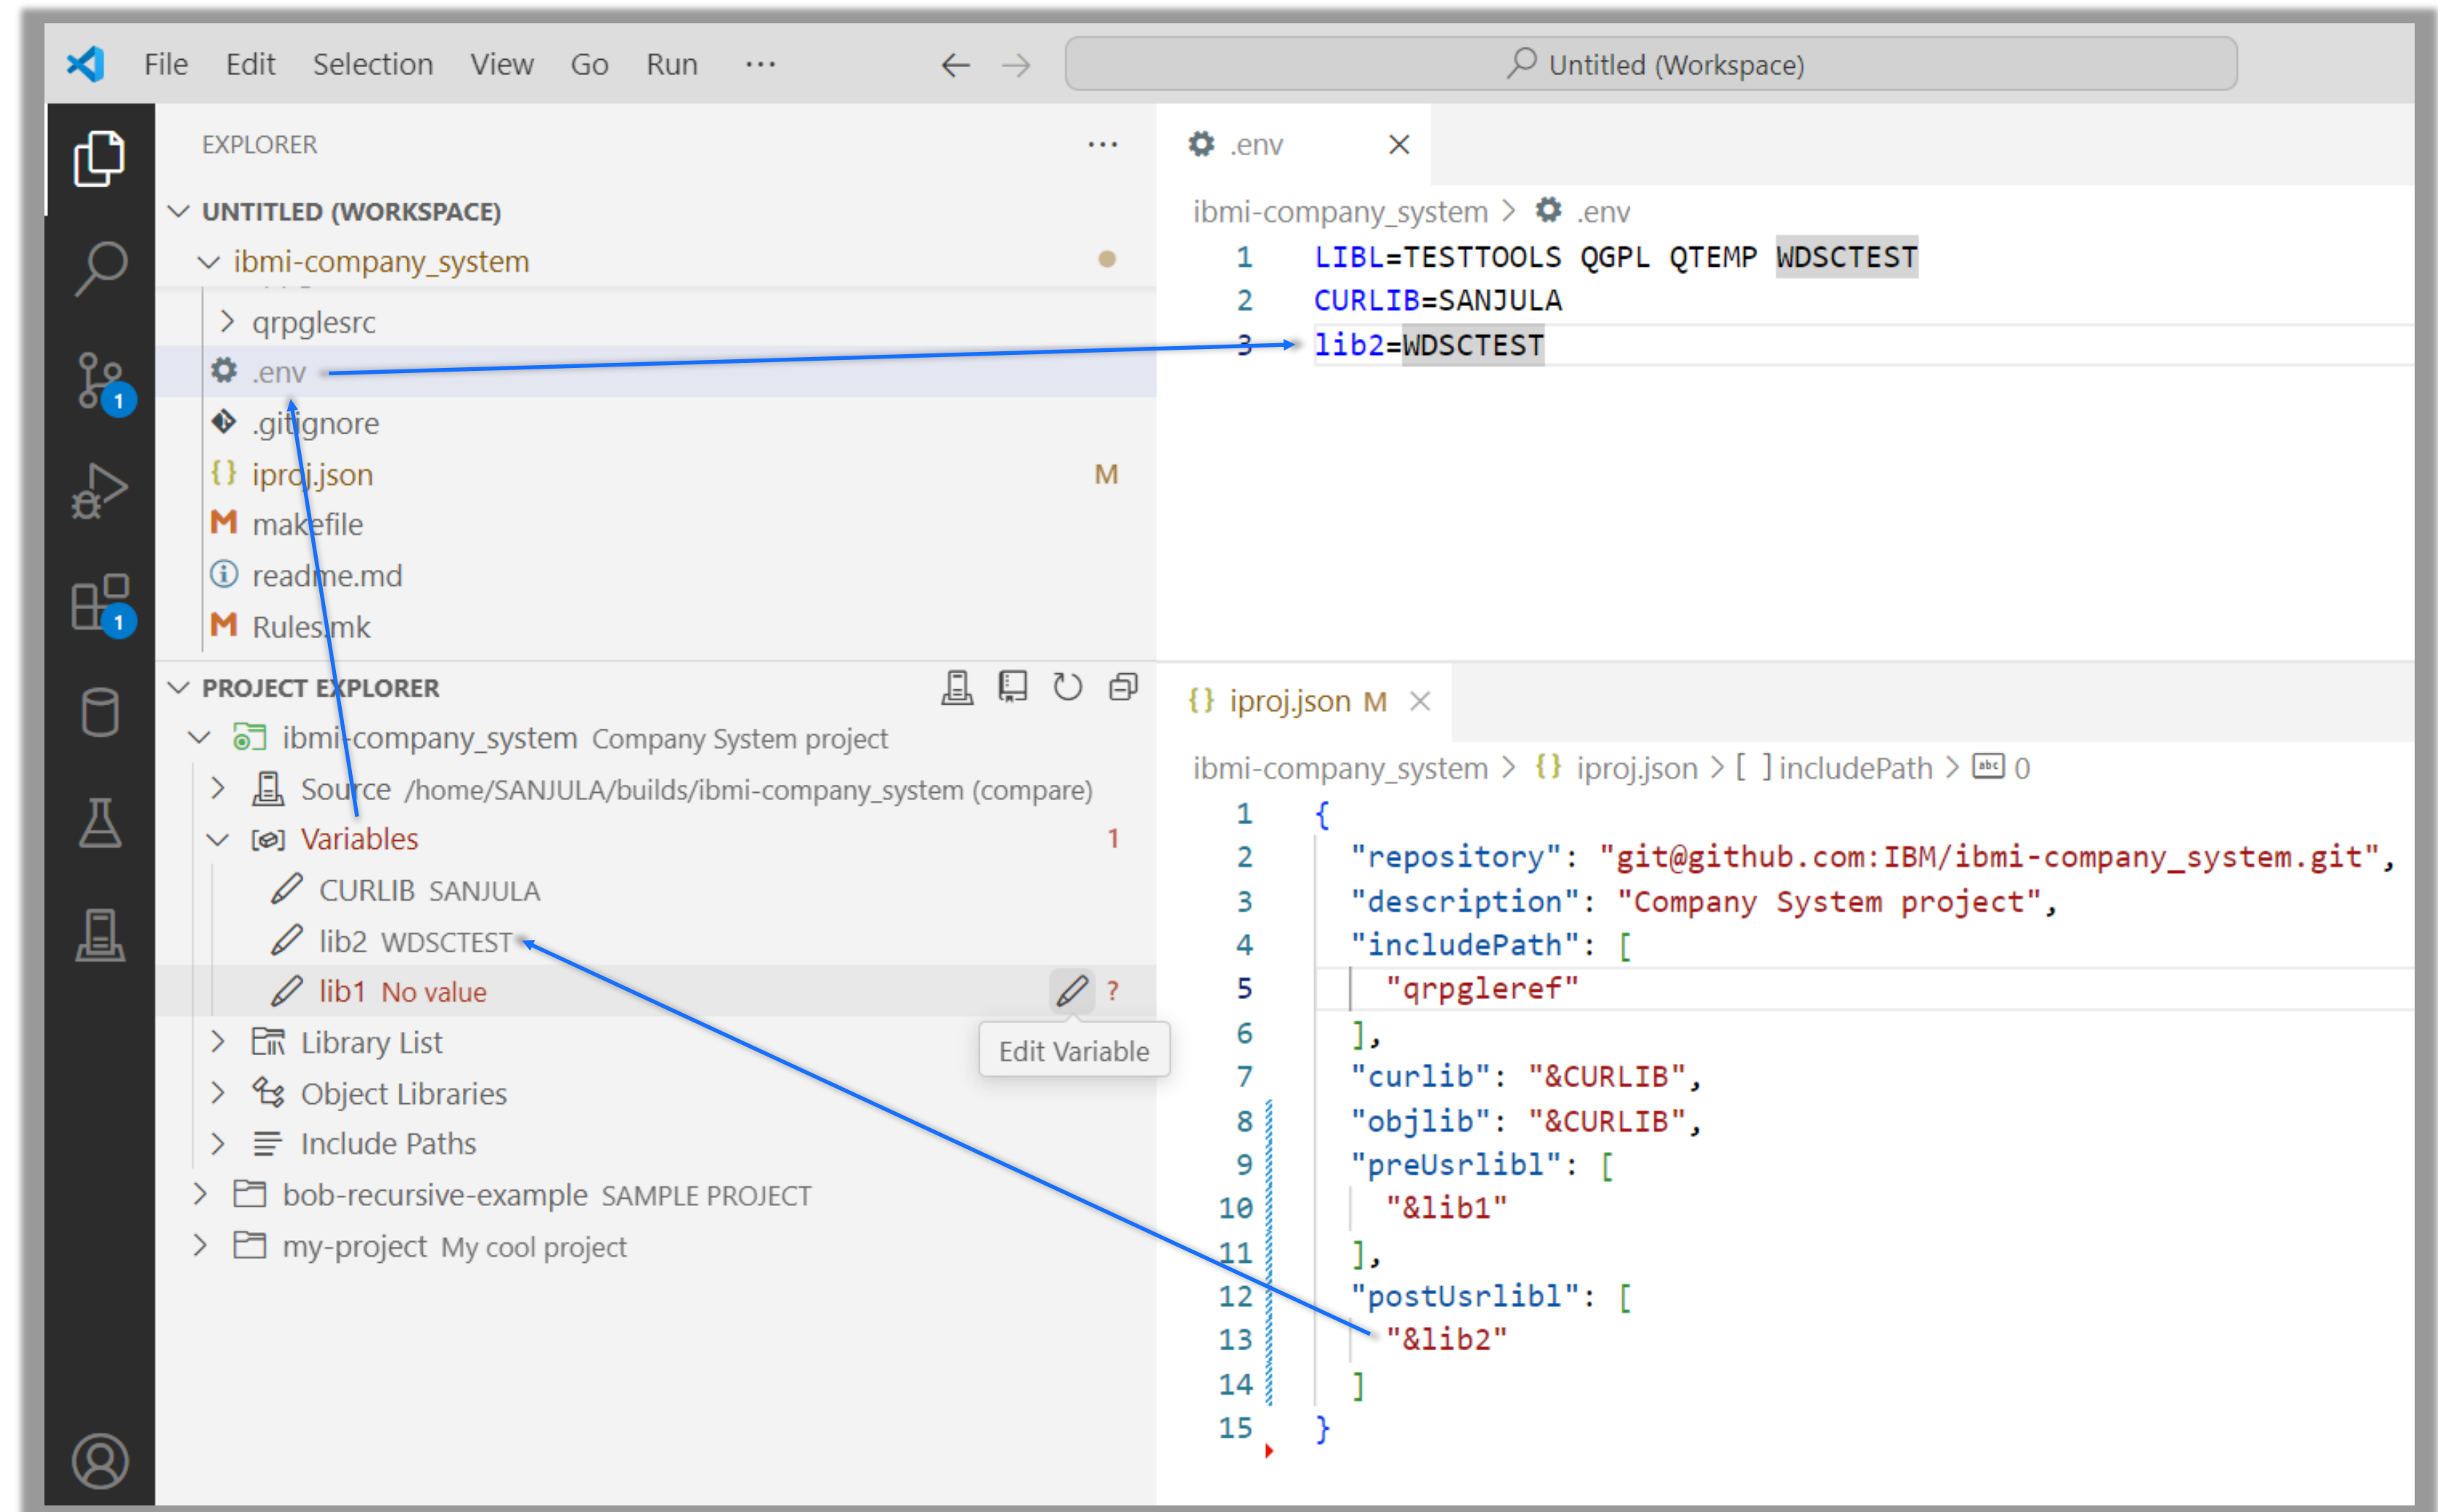 File Edit Selection View Go Run ··· Untitled (Workspace)
EXPLORER ···
UNTITLED (WORKSPACE)
ibmi-company_system
qrpglesrc
.env
.gitignore
iproj.json M
makefile
readme.md
Rules.mk
1
1
PROJECT EXPLORER
ibmi-company_system Company System project
Source /home/SANJULA/builds/ibmi-company_system (compare)
Variables 1
CURLIB SANJULA
lib2 WDSCTEST
lib1 No value ?
Edit Variable
Library List
Object Libraries
Include Paths
bob-recursive-example SAMPLE PROJECT
my-project My cool project
.env
ibmi-company_system > .env
1 LIBL=TESTTOOLS QGPL QTEMP WDSCTEST
2 CURLIB=SANJULA
3 lib2=WDSCTEST
{} iproj.json M
ibmi-company_system > {} iproj.json > [ ] includePath > abc 0
1 {
2 "repository": "git@github.com:IBM/ibmi-company_system.git",
3 "description": "Company System project",
4 "includePath": [
5 "qrpgleref"
6 ],
7 "curlib": "&CURLIB",
8 "objlib": "&CURLIB",
9 "preUsrlibl": [
10 "&lib1"
11 ],
12 "postUsrlibl": [
13 "&lib2"
14 ]
15 }